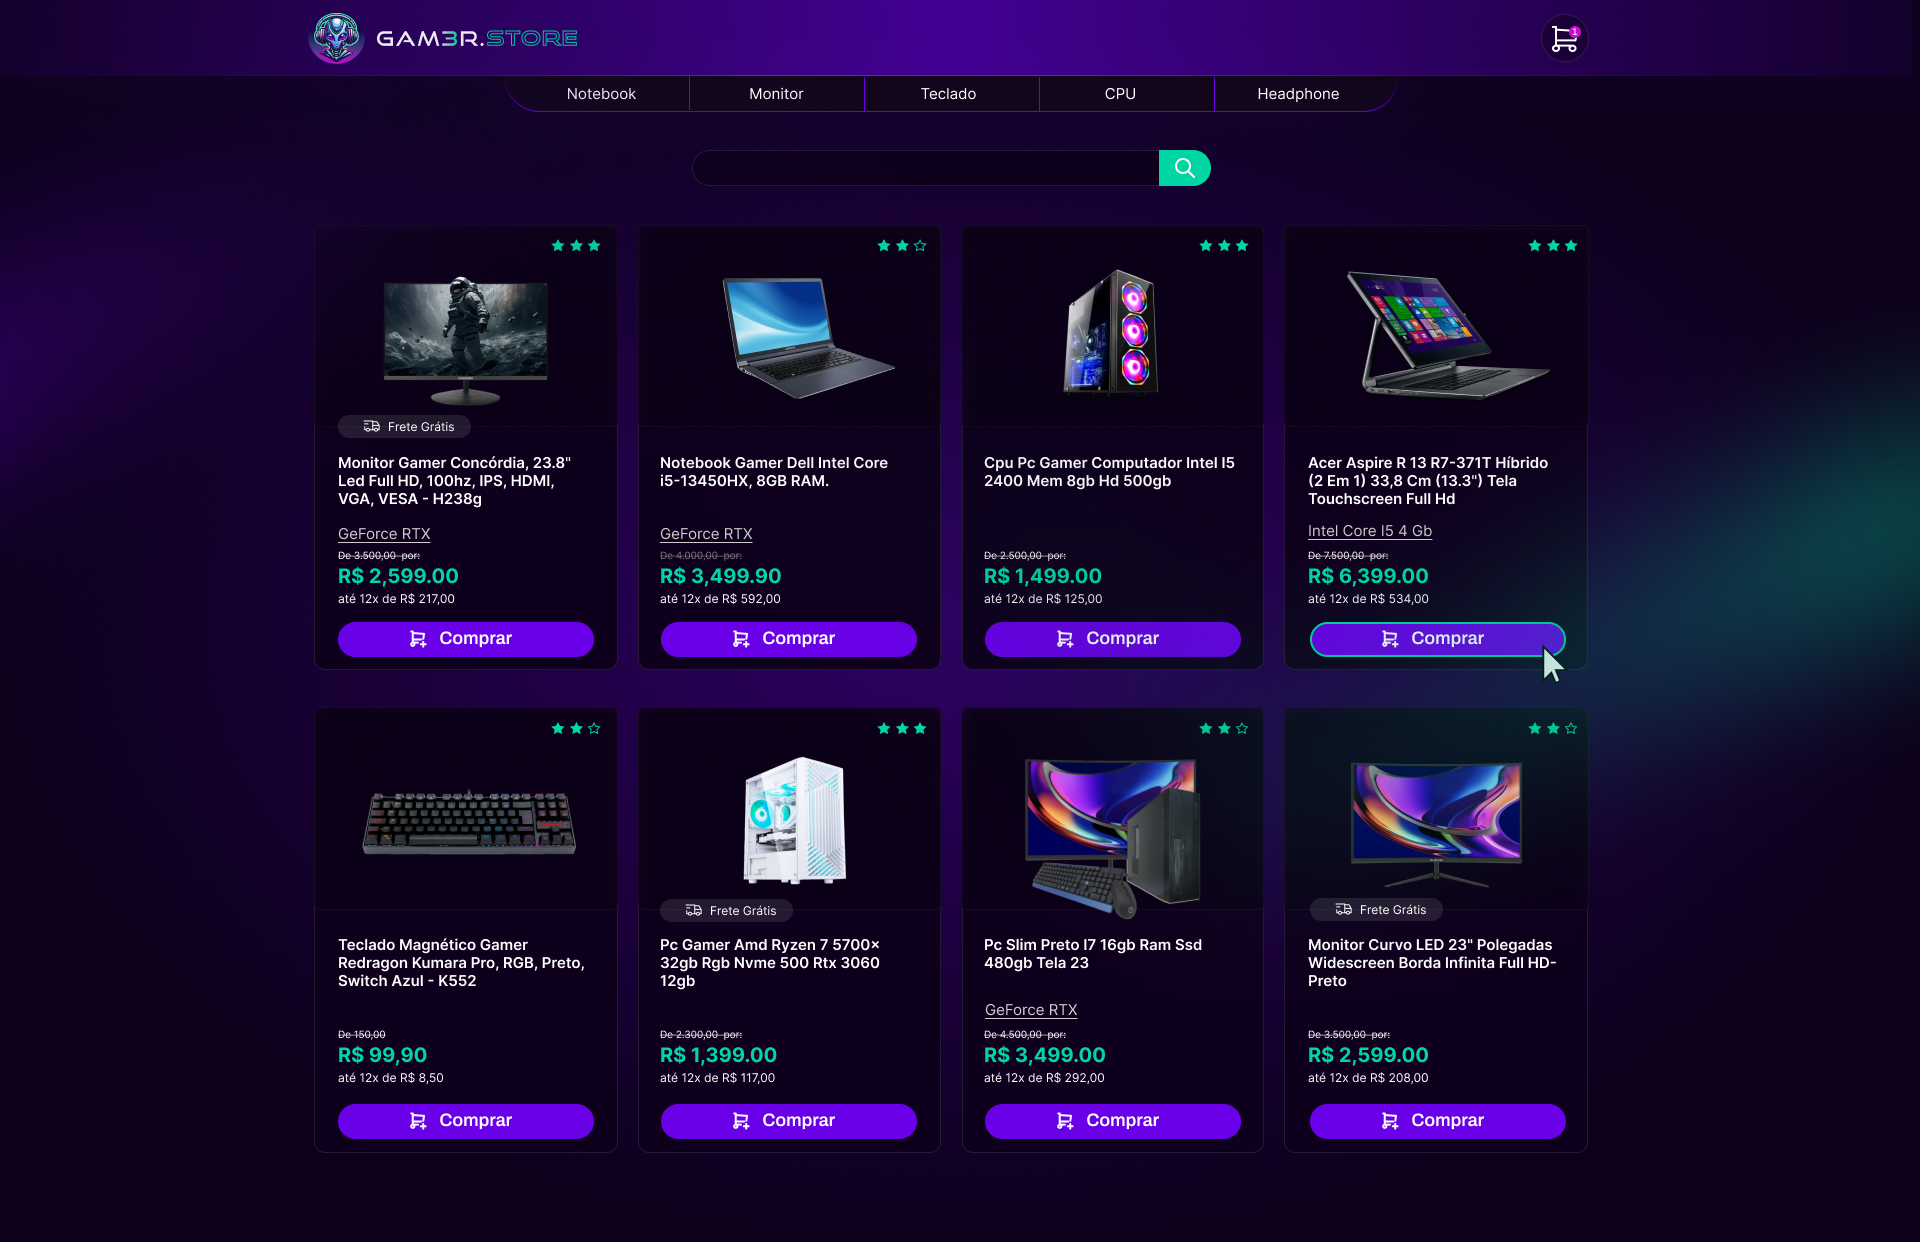 GAM3R.STORE
1
Notebook
Monitor
Teclado
CPU
Headphone
Frete Grátis
Monitor Gamer Concórdia, 23.8"
Led Full HD, 100hz, IPS, HDMI,
VGA, VESA - H238g
GeForce RTX
De 3.500,00 por:
R$ 2,599.00
até 12x de R$ 217,00
Comprar
Notebook Gamer Dell Intel Core
i5-13450HX, 8GB RAM.
GeForce RTX
De 4.000,00 por:
R$ 3,499.90
até 12x de R$ 592,00
Comprar
Cpu Pc Gamer Computador Intel I5
2400 Mem 8gb Hd 500gb
De 2.500,00 por:
R$ 1,499.00
até 12x de R$ 125,00
Comprar
Acer Aspire R 13 R7-371T Híbrido
(2 Em 1) 33,8 Cm (13.3") Tela
Touchscreen Full Hd
Intel Core I5 4 Gb
De 7.500,00 por:
R$ 6,399.00
até 12x de R$ 534,00
Comprar
Teclado Magnético Gamer
Redragon Kumara Pro, RGB, Preto,
Switch Azul - K552
De 150,00
R$ 99,90
até 12x de R$ 8,50
Comprar
Frete Grátis
Pc Gamer Amd Ryzen 7 5700x
32gb Rgb Nvme 500 Rtx 3060
12gb
De 2.300,00 por:
R$ 1,399.00
até 12x de R$ 117,00
Comprar
Pc Slim Preto I7 16gb Ram Ssd
480gb Tela 23
GeForce RTX
De 4.500,00 por:
R$ 3,499.00
até 12x de R$ 292,00
Comprar
Frete Grátis
Monitor Curvo LED 23" Polegadas
Widescreen Borda Infinita Full HD-
Preto
De 3.500,00 por:
R$ 2,599.00
até 12x de R$ 208,00
Comprar